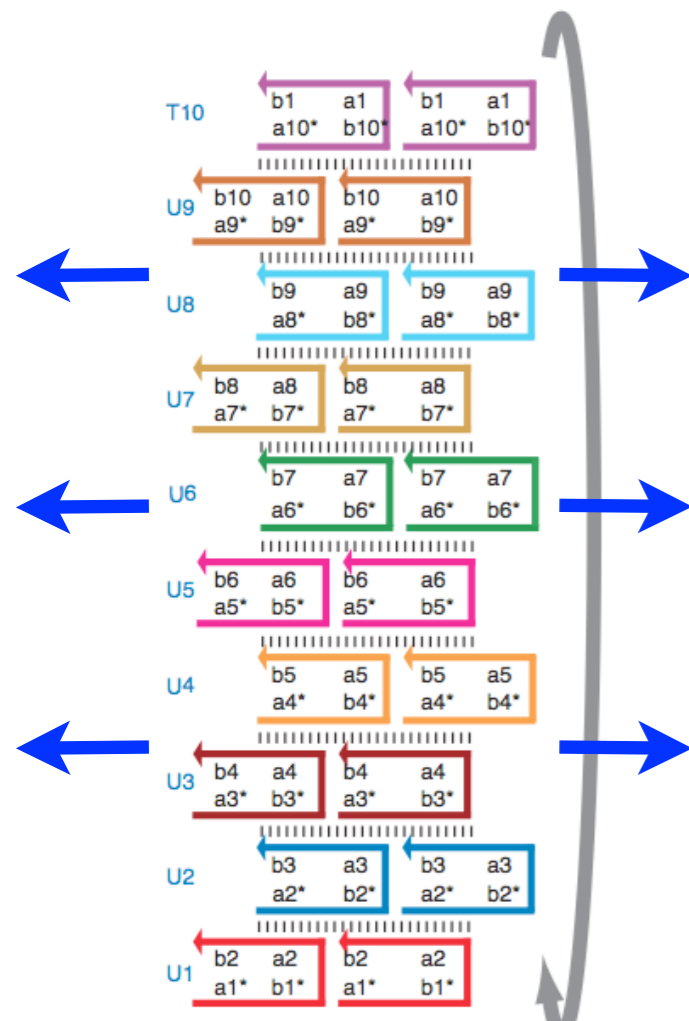 b1 a1 b1 a1
T10
a10* b10* a10* b10*
b10 a10 b10 a10
U9
a9* b9* a9* b9*
b9 a9 b9 a9
U8
a8* b8* a8* b8*
b8 a8 b8 a8
U7
a7* b7* a7* b7*
b7 a7 b7 a7
U6
a6* b6* a6* b6*
b6 a6 b6 a6
U5
a5* b5* a5* b5*
b5 a5 b5 a5
U4
a4* b4* a4* b4*
b4 a4 b4 a4
U3
a3* b3* a3* b3*
b3 a3 b3 a3
U2
a2* b2* a2* b2*
b2 a2 b2 a2
U1
a1* b1* a1* b1*